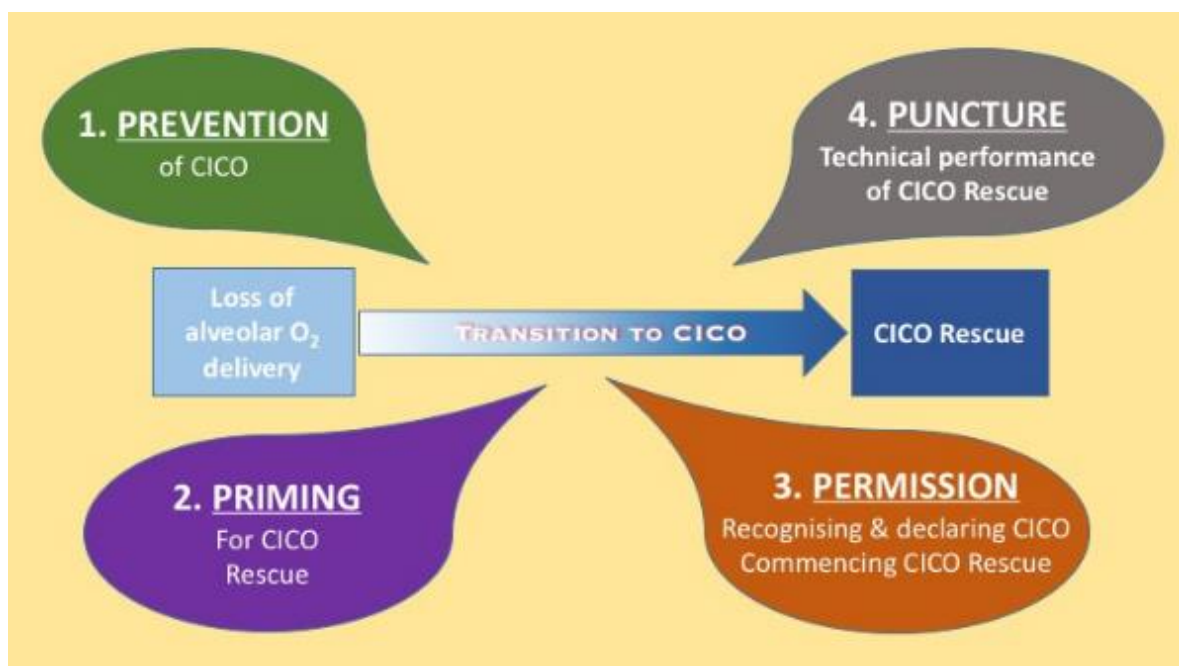 1. PREVENTION
of CICO
4. PUNCTURE
Technical performance
of CICO Rescue
Loss of
alveolar O₂
delivery
TRANSITION TO CICO
CICO Rescue
2. PRIMING
For CICO
Rescue
3. PERMISSION
Recognising & declaring CICO
Commencing CICO Rescue